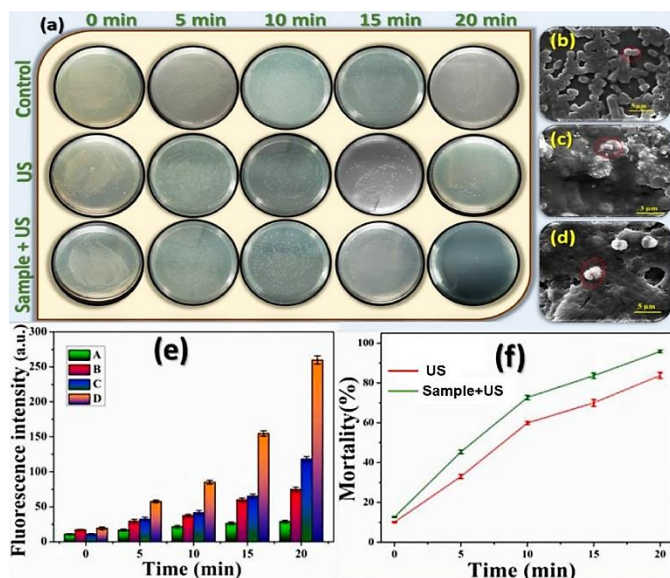 (a)
0 min 5 min 10 min 15 min 20 min
Control
US
Sample + US
(b)
5 µm
(c)
3 µm
(d)
5 µm
(e)
Fluorescence intensity (a.u.)
300
250
200
150
100
50
0
A
B
C
D
0 5 10 15 20
Time (min)
(f)
Mortality(%)
100
80
60
40
20
0
US
Sample+US
0 5 10 15 20
Time (min)